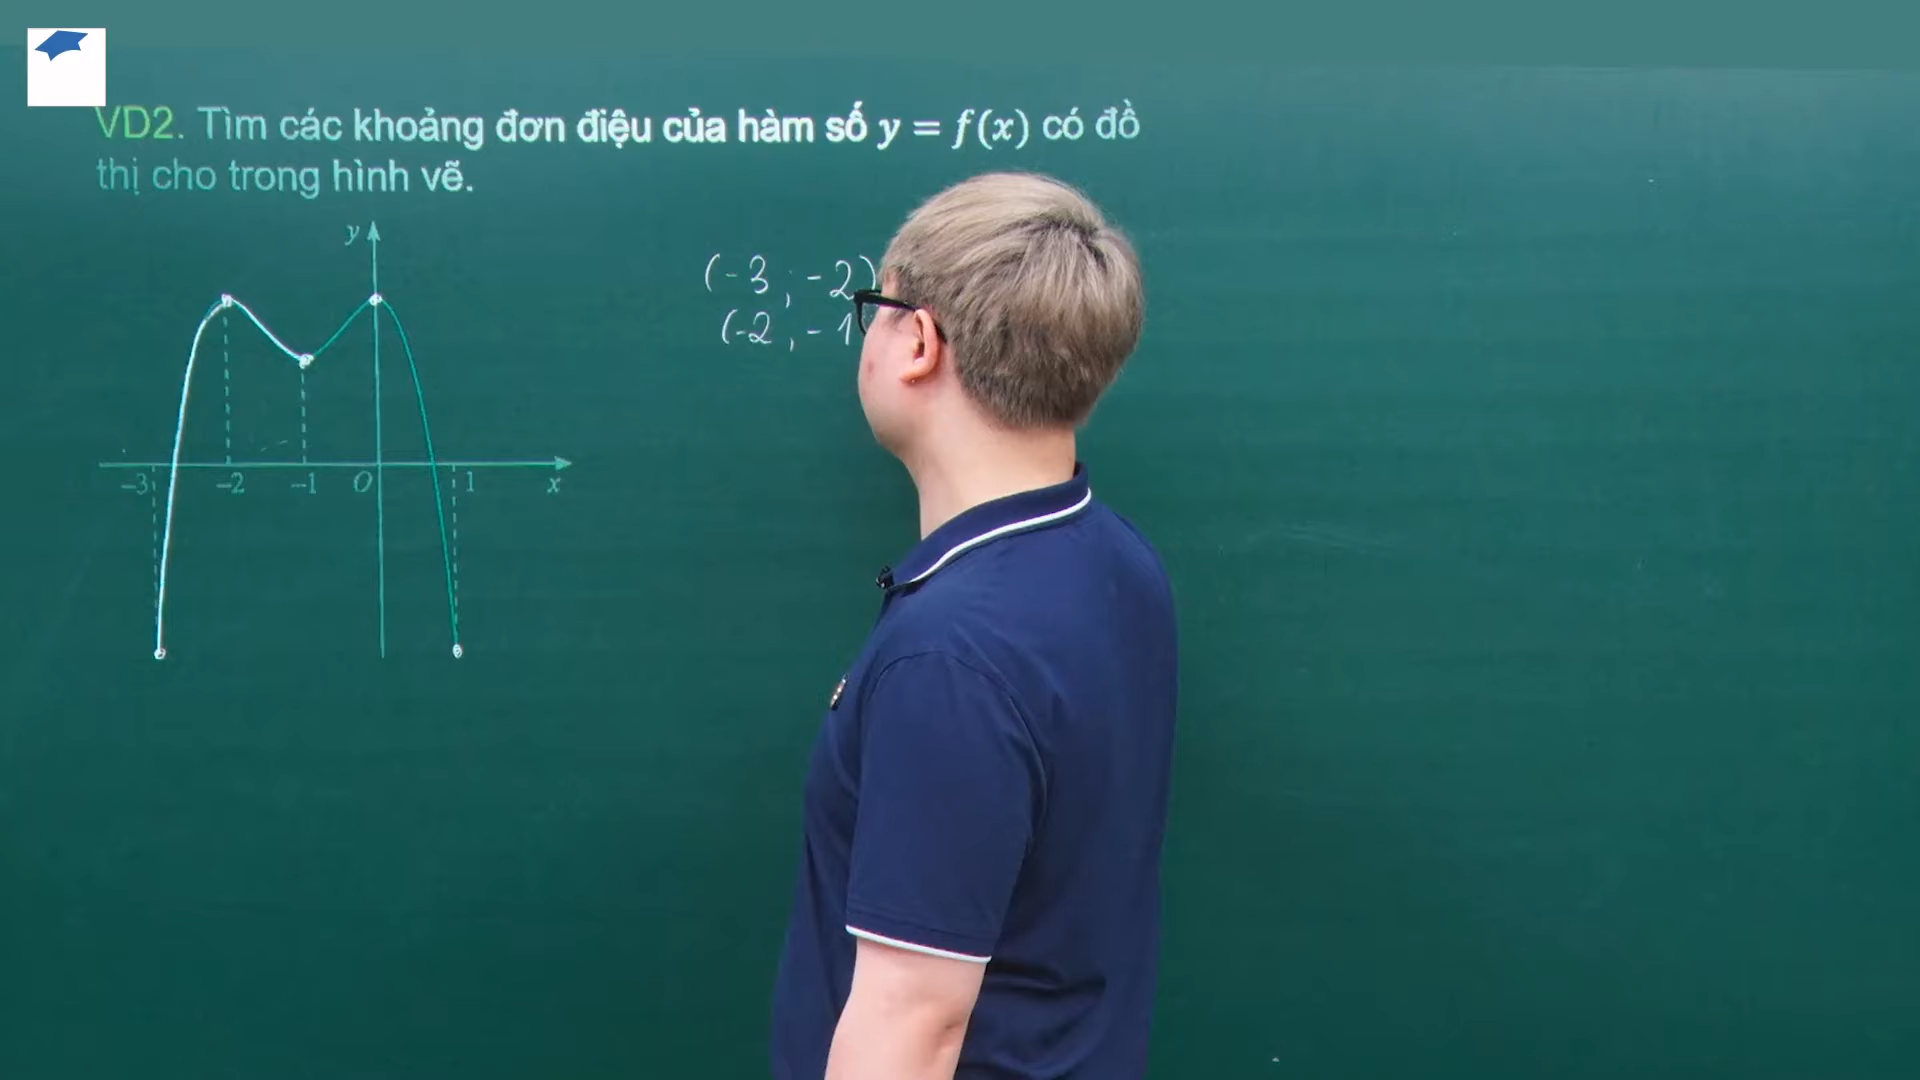 VD2. Tìm các khoảng đơn điệu của hàm số y = f(x) có đồ
thị cho trong hình vẽ.
y
(-3 ; -2)
(-2 ; -1
-3 -2 -1 O 1 x